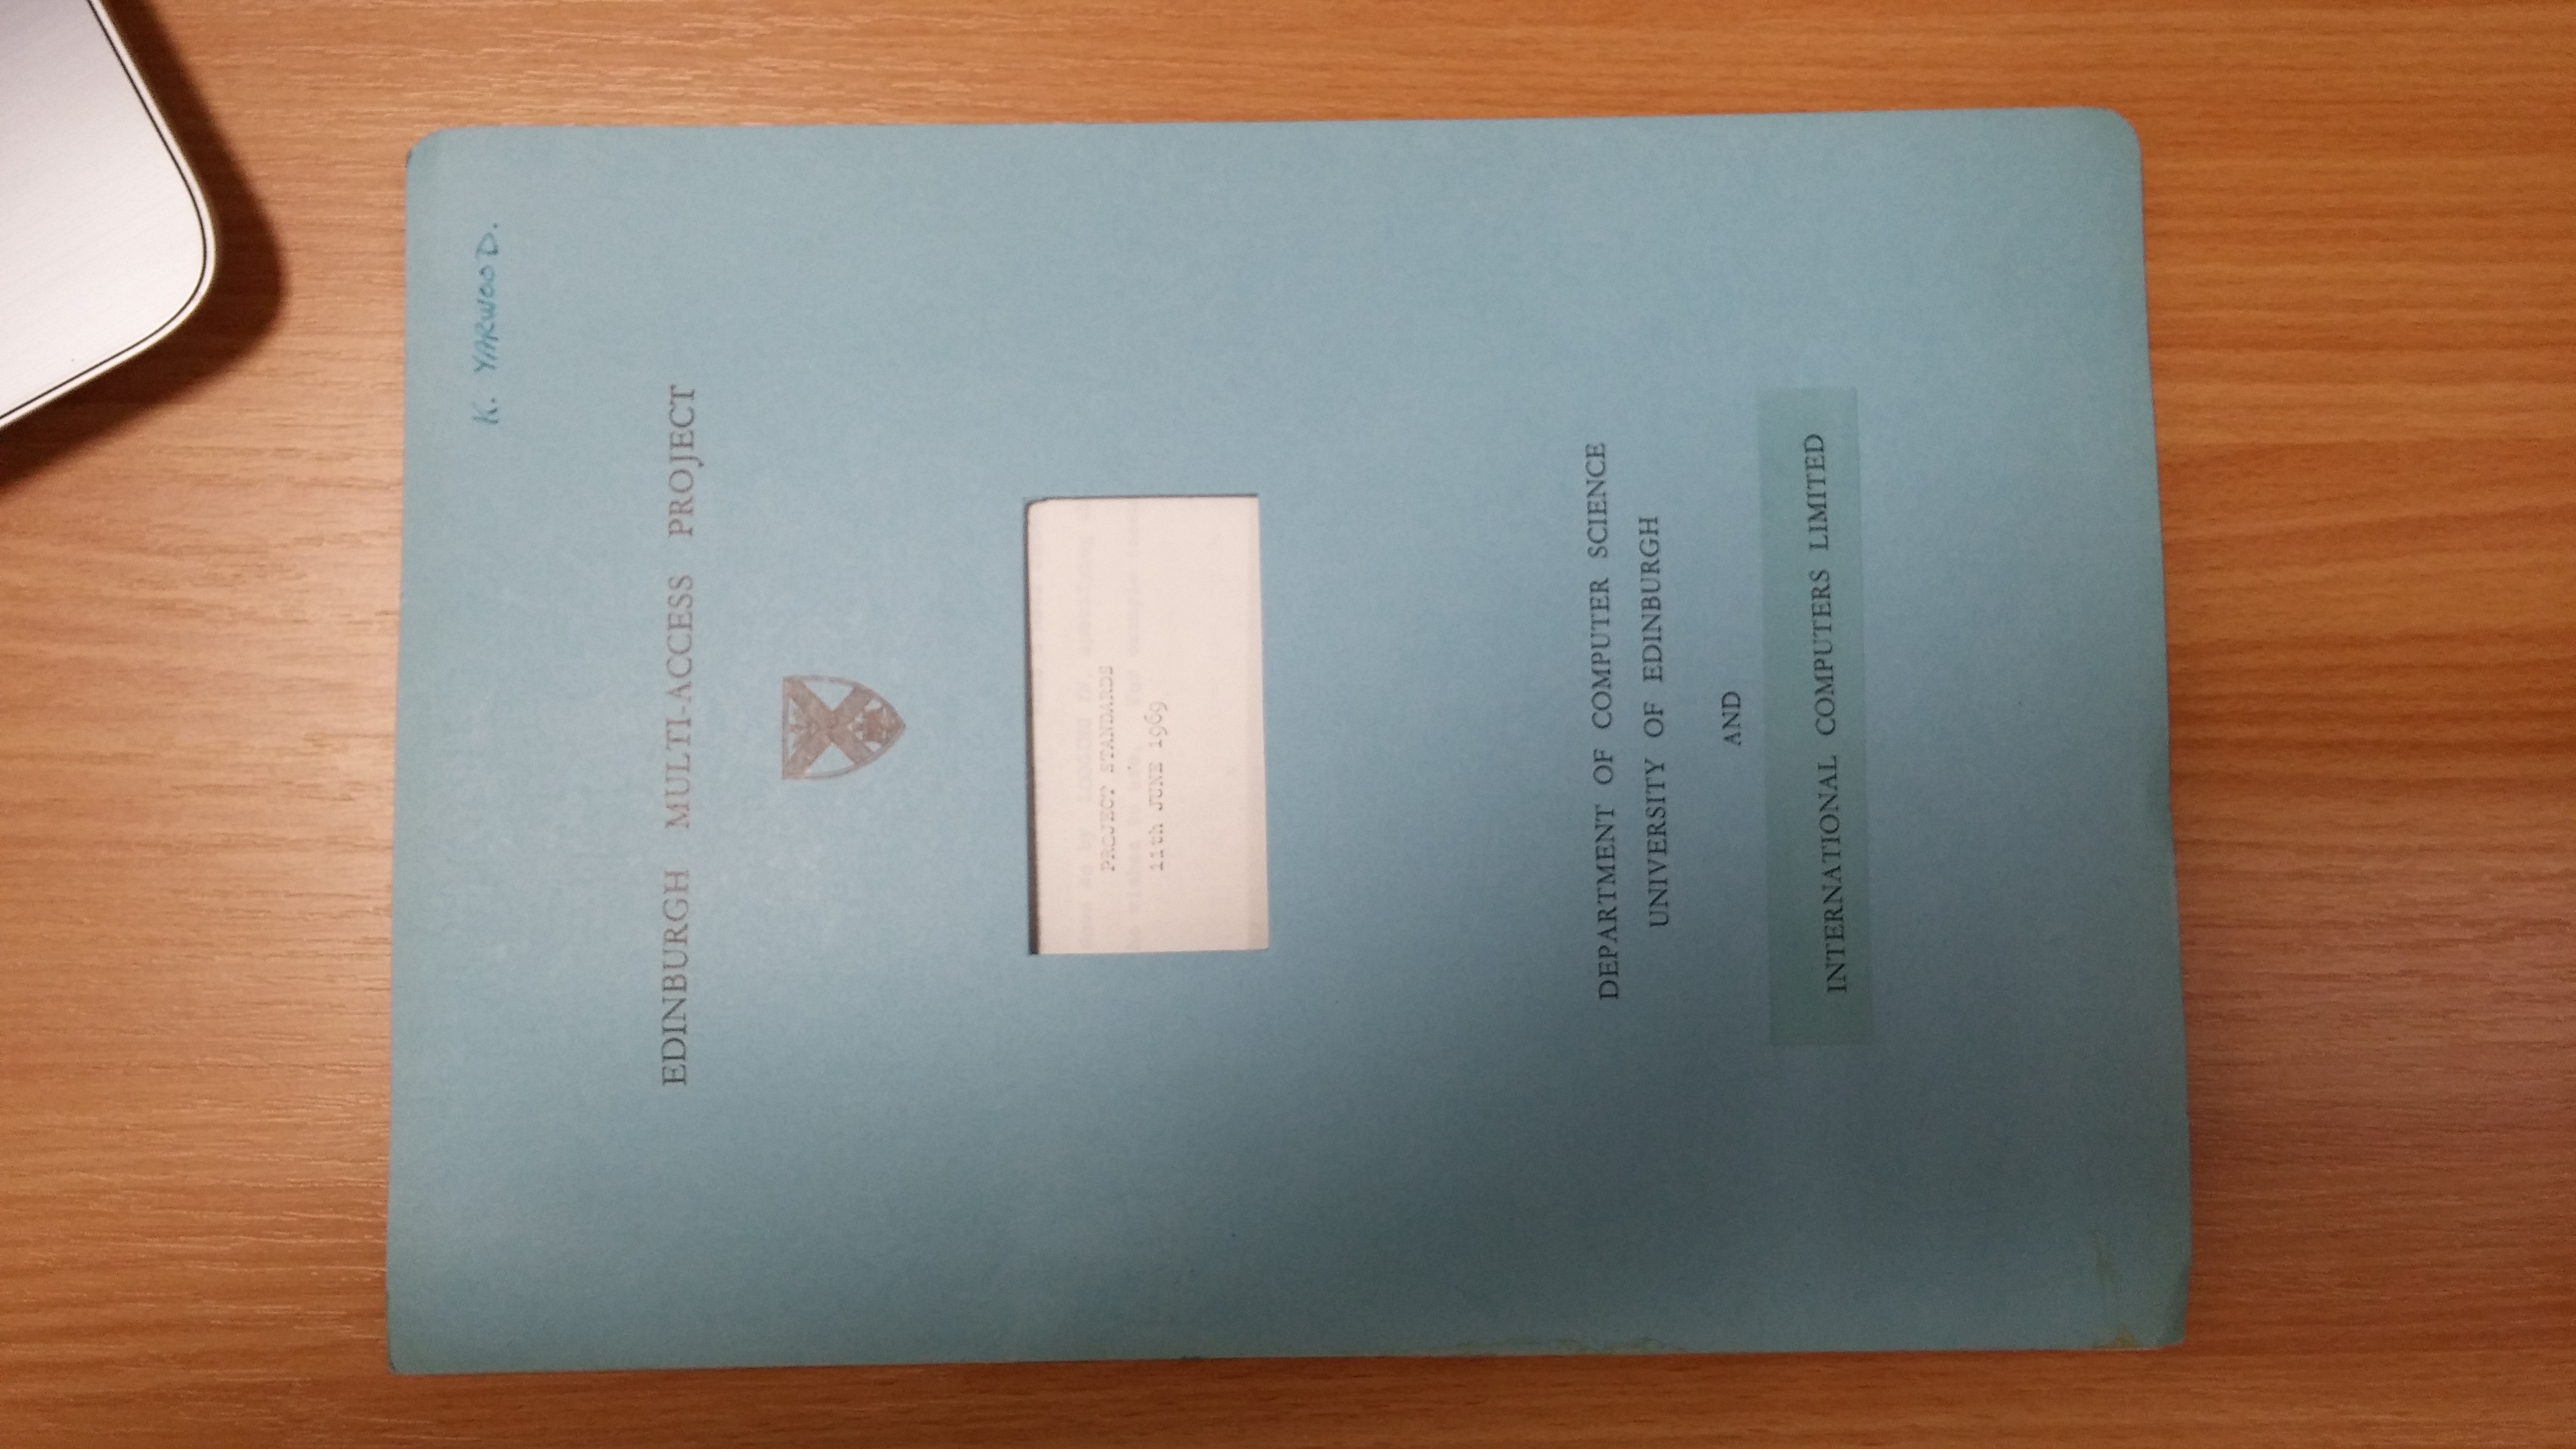 K. YARWOOD.
EDINBURGH MULTI-ACCESS PROJECT
PROJECT STANDARDS
11th JUNE 1969
DEPARTMENT OF COMPUTER SCIENCE
UNIVERSITY OF EDINBURGH
AND
INTERNATIONAL COMPUTERS LIMITED